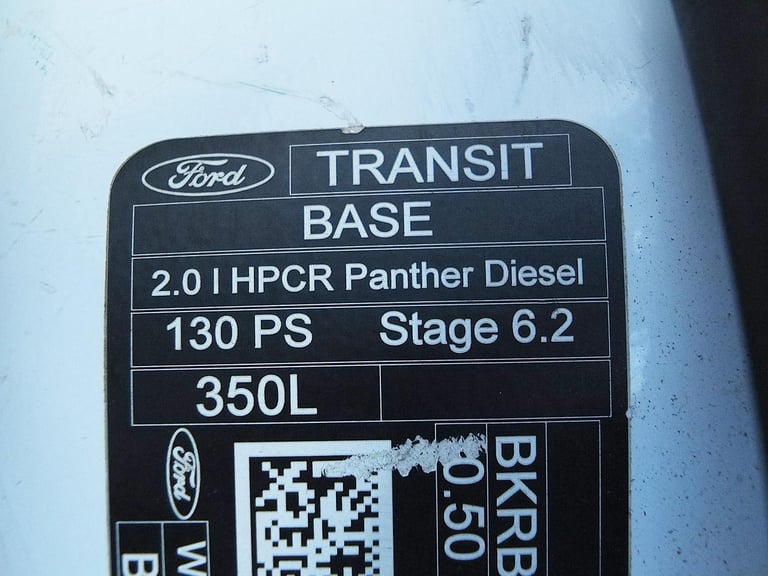 Ford TRANSIT
BASE
2.0 l HPCR Panther Diesel
130 PS Stage 6.2
350L
Ford
0.50
BKRB
W
B